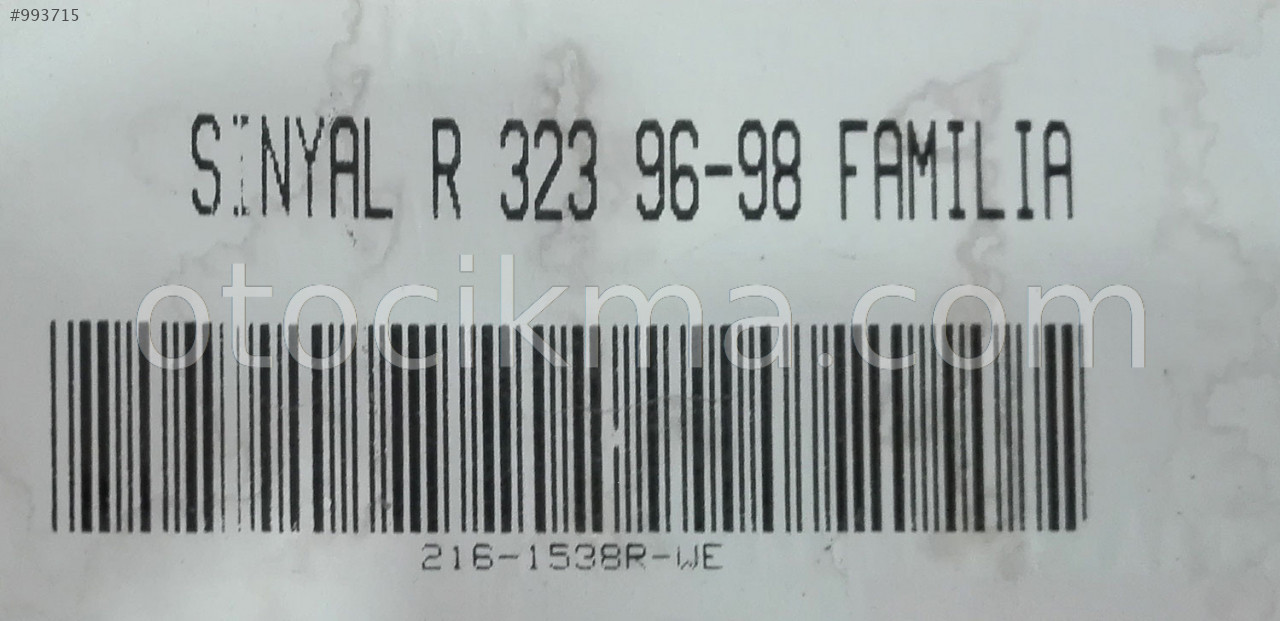 #993715
SİNYAL R 323 96-98 FAMILIA
otocikma.com
216-1538R-WE